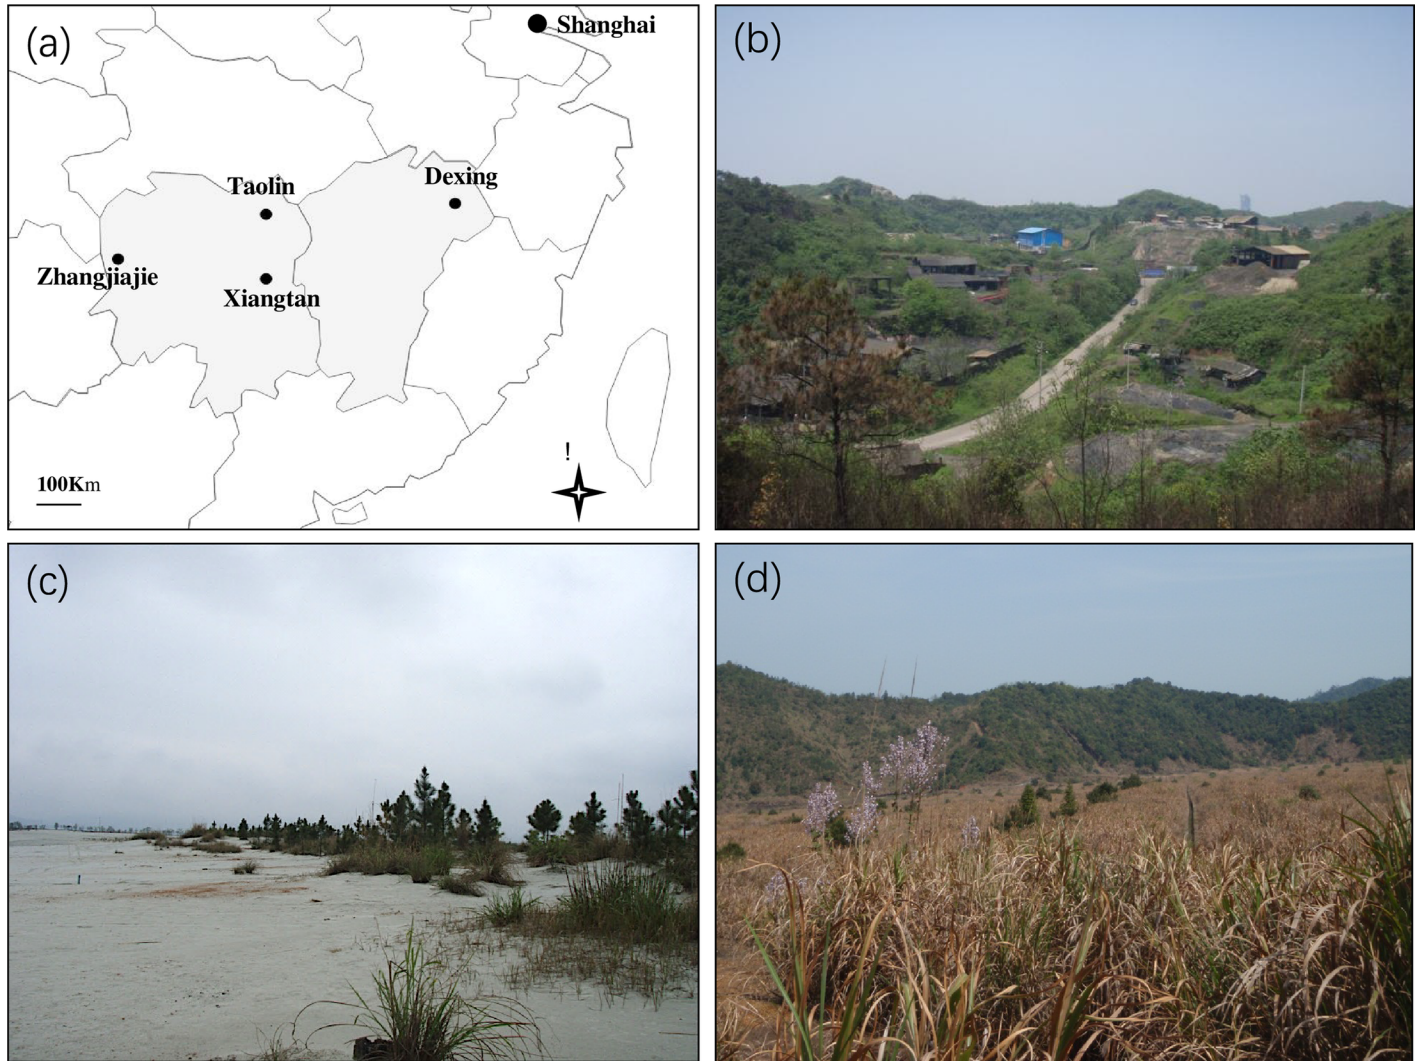 (a)
Shanghai
Taolin
Dexing
Zhangjiajie
Xiangtan
!
100Km
(b)
(c)
(d)